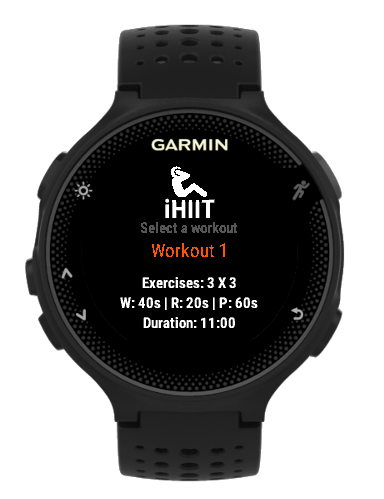 GARMIN
iHIIT
Select a workout
Workout 1
Exercises: 3 X 3
W: 40s | R: 20s | P: 60s
Duration: 11:00